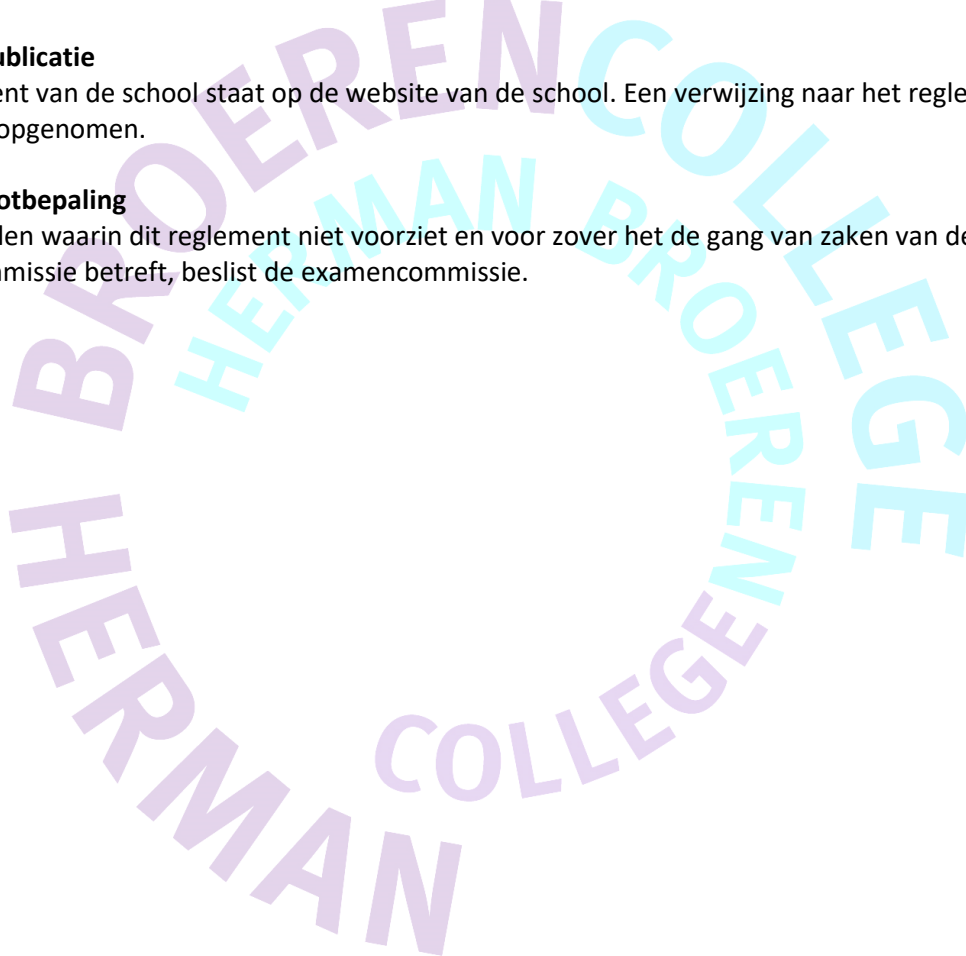 ublicatie
ent van de school staat op de website van de school. Een verwijzing naar het regle
opgenomen.
otbepaling
len waarin dit reglement niet voorziet en voor zover het de gang van zaken van de
missie betreft, beslist de examencommissie.
H BROEREN COLLEGE
HERMAN
HERMAN BROEREN
COLLEGE